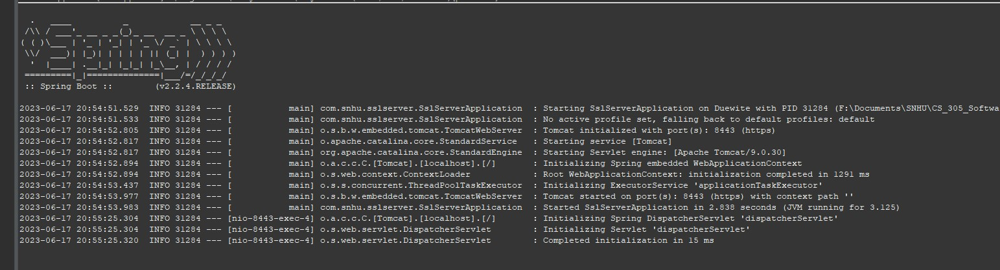 .   ____          _            __ _ _
 /\\ / ___'_ __ _ _(_)_ __  __ _ \ \ \ \
( ( )\___ | '_ | '_| | '_ \/ _` | \ \ \ \
 \\/  ___)| |_)| | | | | || (_| |  ) ) ) )
  '  |____| .__|_| |_|_| |_\__, | / / / /
 =========|_|==============|___/=/_/_/_/
 :: Spring Boot ::        (v2.2.4.RELEASE)
2023-06-17 20:54:51.529  INFO 31284 --- [           main] com.snhu.sslserver.SslServerApplication  : Starting SslServerApplication on Duewite with PID 31284 (F:\Documents\SNHU\CS_305_Softwa
2023-06-17 20:54:51.533  INFO 31284 --- [           main] com.snhu.sslserver.SslServerApplication  : No active profile set, falling back to default profiles: default
2023-06-17 20:54:52.805  INFO 31284 --- [           main] o.s.b.w.embedded.tomcat.TomcatWebServer  : Tomcat initialized with port(s): 8443 (https)
2023-06-17 20:54:52.817  INFO 31284 --- [           main] o.apache.catalina.core.StandardService   : Starting service [Tomcat]
2023-06-17 20:54:52.817  INFO 31284 --- [           main] org.apache.catalina.core.StandardEngine  : Starting Servlet engine: [Apache Tomcat/9.0.30]
2023-06-17 20:54:52.894  INFO 31284 --- [           main] o.a.c.c.C.[Tomcat].[localhost].[/]       : Initializing Spring embedded WebApplicationContext
2023-06-17 20:54:52.894  INFO 31284 --- [           main] o.s.web.context.ContextLoader            : Root WebApplicationContext: initialization completed in 1291 ms
2023-06-17 20:54:53.437  INFO 31284 --- [           main] o.s.s.concurrent.ThreadPoolTaskExecutor  : Initializing ExecutorService 'applicationTaskExecutor'
2023-06-17 20:54:53.977  INFO 31284 --- [           main] o.s.b.w.embedded.tomcat.TomcatWebServer  : Tomcat started on port(s): 8443 (https) with context path ''
2023-06-17 20:54:53.983  INFO 31284 --- [           main] com.snhu.sslserver.SslServerApplication  : Started SslServerApplication in 2.838 seconds (JVM running for 3.125)
2023-06-17 20:55:25.304  INFO 31284 --- [nio-8443-exec-4] o.a.c.c.C.[Tomcat].[localhost].[/]       : Initializing Spring DispatcherServlet 'dispatcherServlet'
2023-06-17 20:55:25.304  INFO 31284 --- [nio-8443-exec-4] o.s.web.servlet.DispatcherServlet        : Initializing Servlet 'dispatcherServlet'
2023-06-17 20:55:25.320  INFO 31284 --- [nio-8443-exec-4] o.s.web.servlet.DispatcherServlet        : Completed initialization in 15 ms